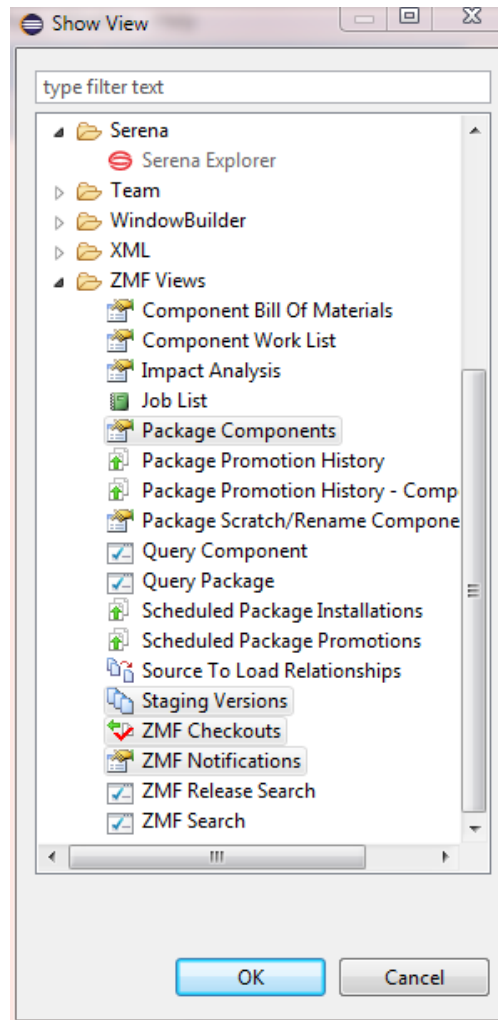 Show View
type filter text
Serena
Serena Explorer
Team
WindowBuilder
XML
ZMF Views
Component Bill Of Materials
Component Work List
Impact Analysis
Job List
Package Components
Package Promotion History
Package Promotion History - Comp
Package Scratch/Rename Compone
Query Component
Query Package
Scheduled Package Installations
Scheduled Package Promotions
Source To Load Relationships
Staging Versions
ZMF Checkouts
ZMF Notifications
ZMF Release Search
ZMF Search
OK Cancel